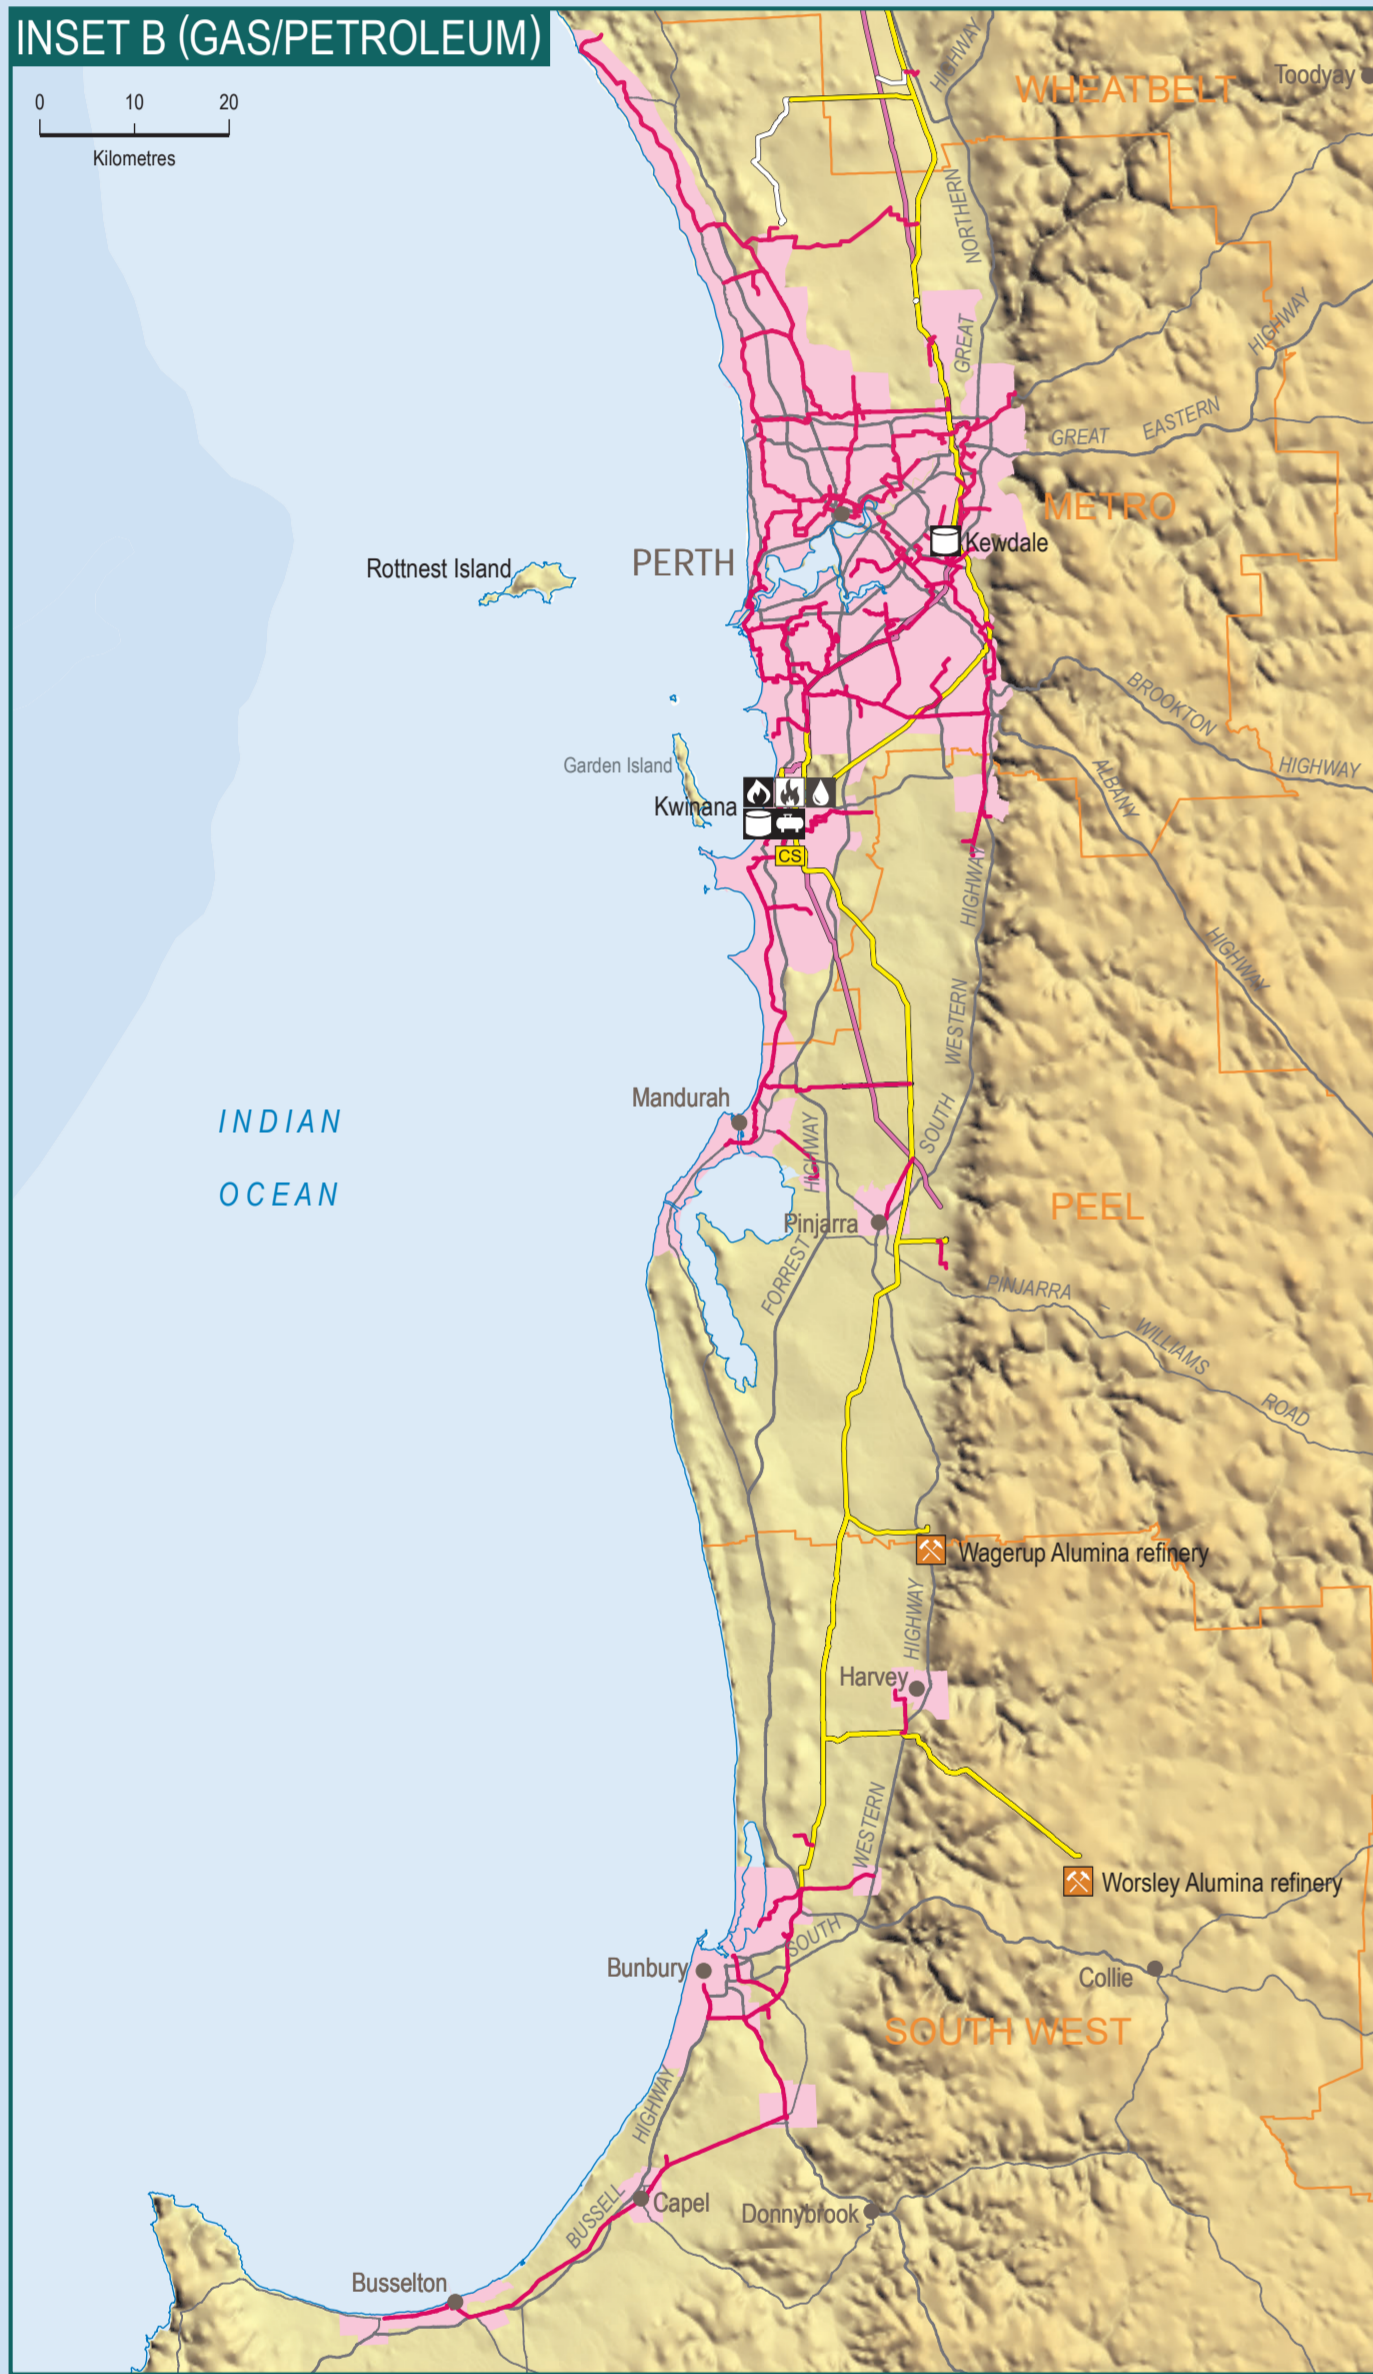 INSET B (GAS/PETROLEUM)
0 10 20
Kilometres
HIGHWAY
WHEATBELT
Toodyay
NORTHERN
GREAT
HIGHWAY
GREAT EASTERN
METRO
Kewdale
PERTH
Rottnest Island
BROOKTON
HIGHWAY
Garden Island
ALBANY
Kwinana
CS
HIGHWAY
HIGHWAY
WESTERN
Mandurah
INDIAN
OCEAN
SOUTH
HIGHWAY
PEEL
Pinjarra
FORREST
PINJARRA
WILLIAMS
ROAD
Wagerup Alumina refinery
HIGHWAY
Harvey
WESTERN
Worsley Alumina refinery
SOUTH
Bunbury
Collie
SOUTH WEST
HIGHWAY
BUSSELL
Capel
Donnybrook
Busselton